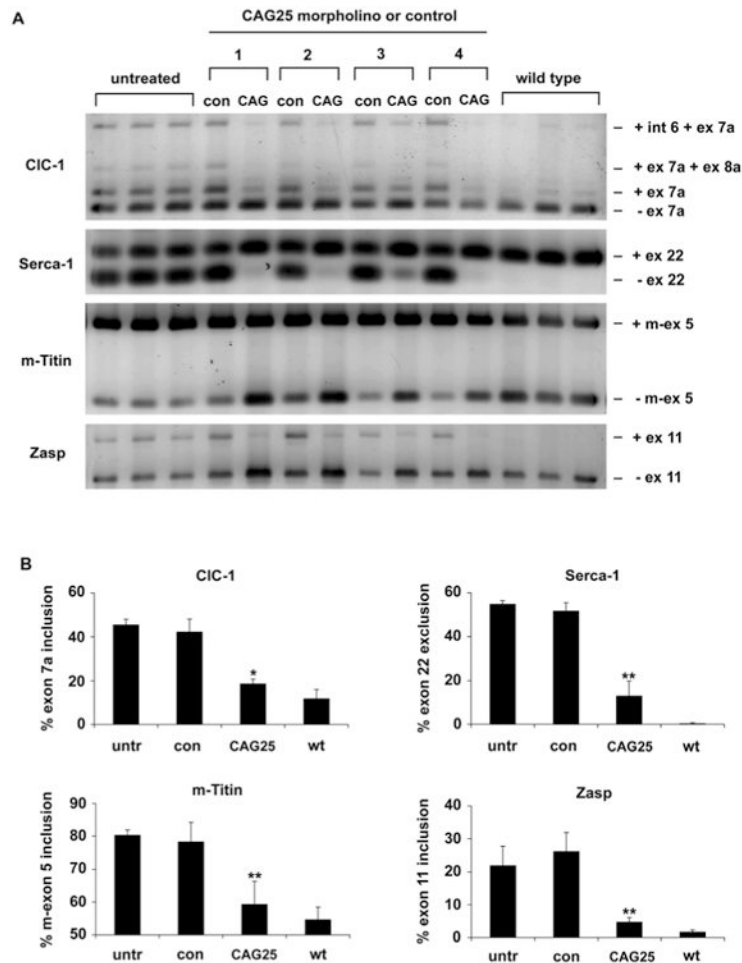 A
CAG25 morpholino or control
1 2 3 4
untreated wild type
con CAG con CAG con CAG con CAG
ClC-1
+ int 6 + ex 7a
+ ex 7a + ex 8a
+ ex 7a
- ex 7a
Serca-1
+ ex 22
- ex 22
m-Titin
+ m-ex 5
- m-ex 5
Zasp
+ ex 11
- ex 11
B
ClC-1
% exon 7a inclusion
60
40
20
0
*
untr con CAG25 wt
Serca-1
% exon 22 exclusion
60
40
20
0
**
untr con CAG25 wt
m-Titin
% m-exon 5 inclusion
90
80
70
60
50
**
untr con CAG25 wt
Zasp
% exon 11 inclusion
40
30
20
10
0
**
untr con CAG25 wt